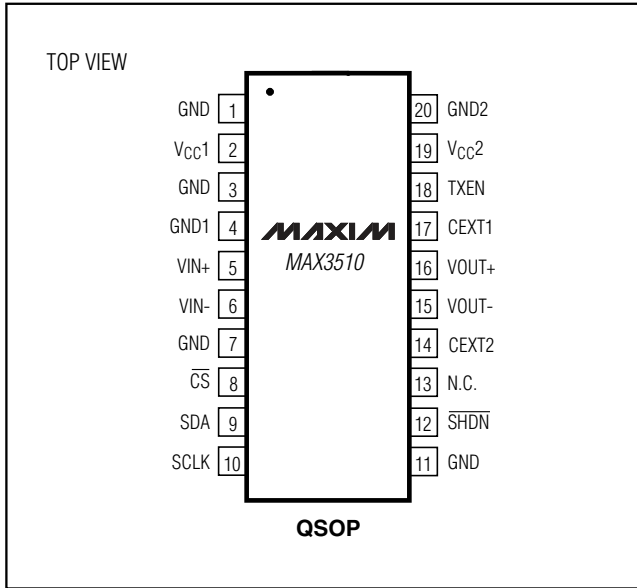 TOP VIEW
GND 1
VCC1 2
GND 3
GND1 4
VIN+ 5
VIN- 6
GND 7
C̅S̅ 8
SDA 9
SCLK 10
MAXIM
MAX3510
20 GND2
19 VCC2
18 TXEN
17 CEXT1
16 VOUT+
15 VOUT-
14 CEXT2
13 N.C.
12 S̅H̅D̅N̅
11 GND
QSOP